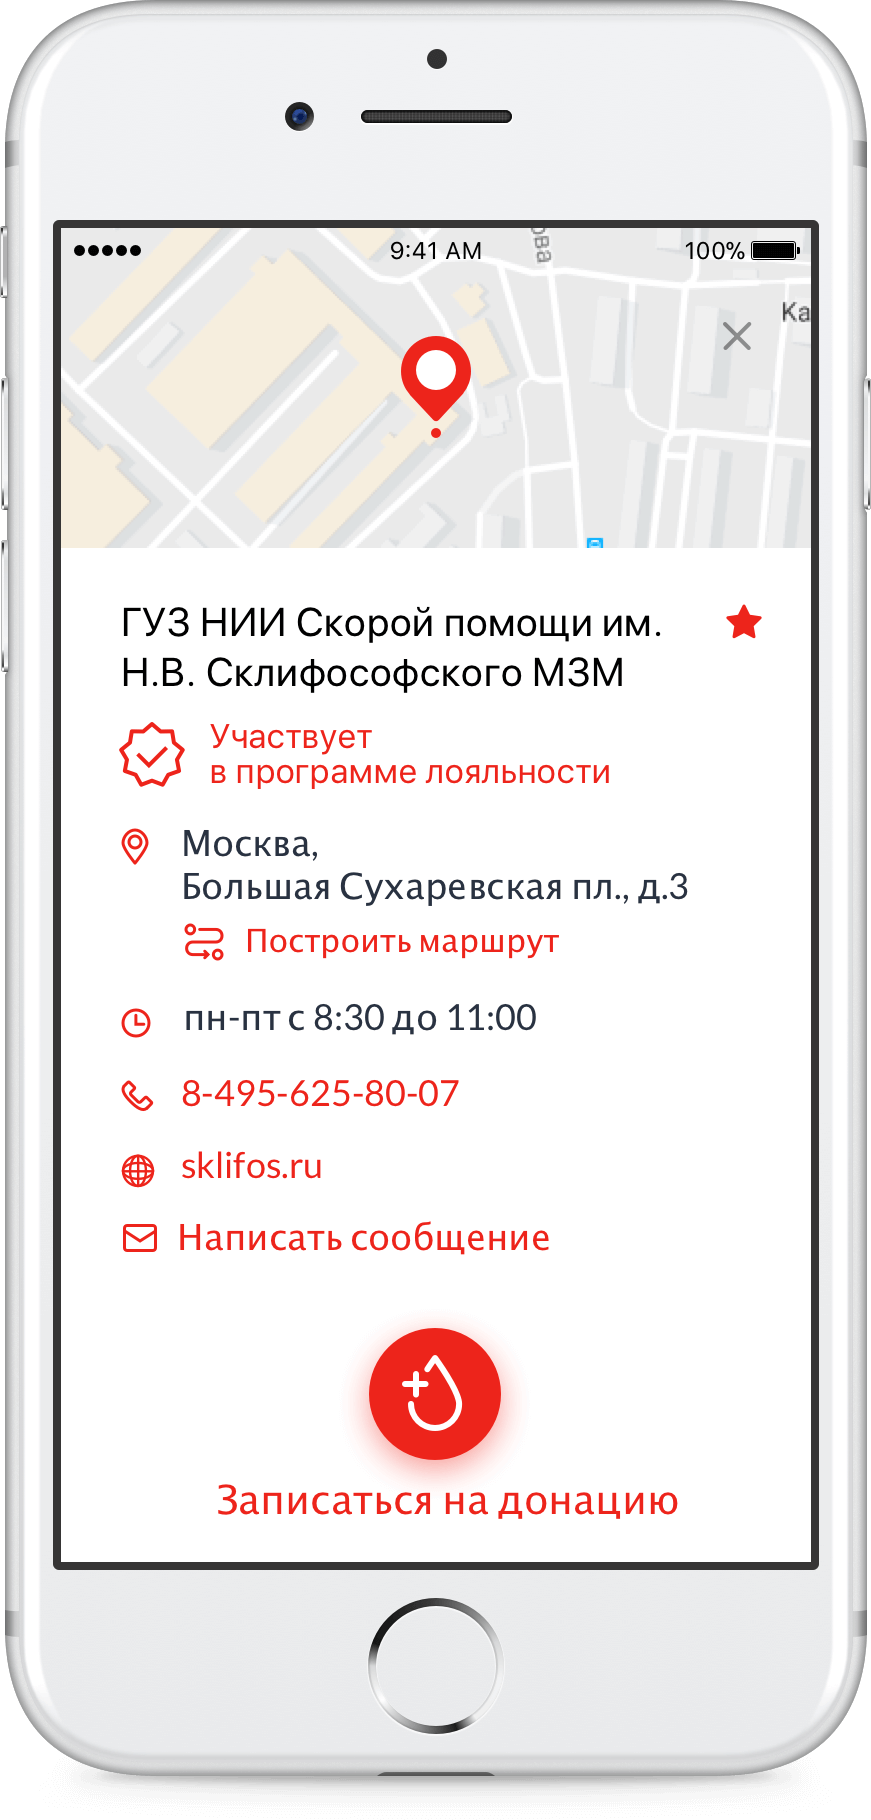 9:41 AM
100%
ова
Ка
ГУЗ НИИ Скорой помощи им.
Н.В. Склифософского МЗМ
Участвует
в программе лояльности
Москва,
Большая Сухаревская пл., д.3
Построить маршрут
пн-пт с 8:30 до 11:00
8-495-625-80-07
sklifos.ru
Написать сообщение
Записаться на донацию